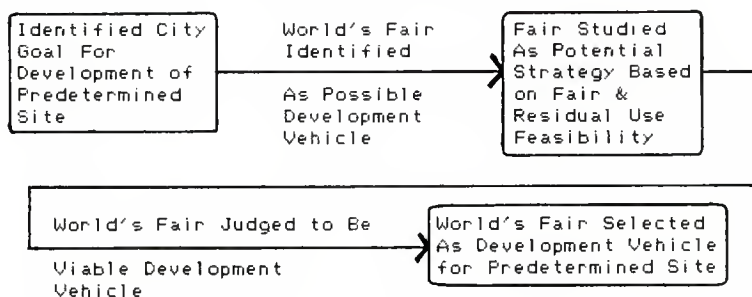 Identified City
Goal For
Development of
Predetermined
Site
World's Fair
Identified
As Possible
Development
Vehicle
Fair Studied
As Potential
Strategy Based
on Fair &
Residual Use
Feasibility
World's Fair Judged to Be
Viable Development
Vehicle
World's Fair Selected
As Development Vehicle
for Predetermined Site